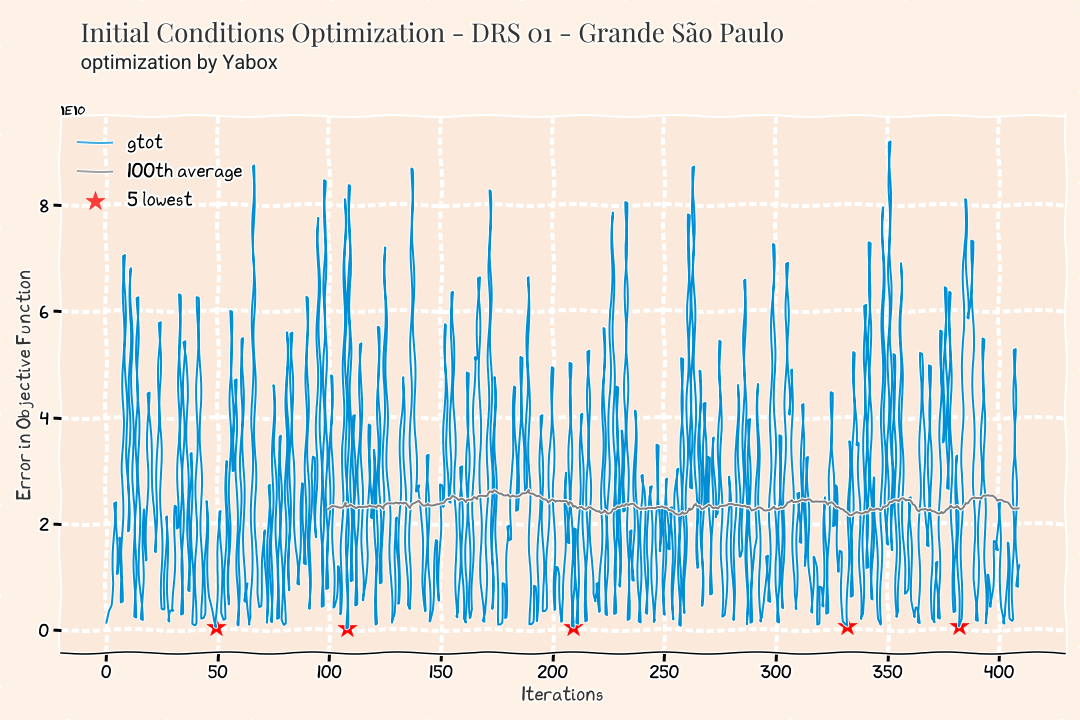 Initial Conditions Optimization - DRS 01 - Grande São Paulo
optimization by Yabox
1E10
gtot
100th average
5 lowest
8
6
4
2
0
Error in Objective Function
0 50 100 150 200 250 300 350 400
Iterations